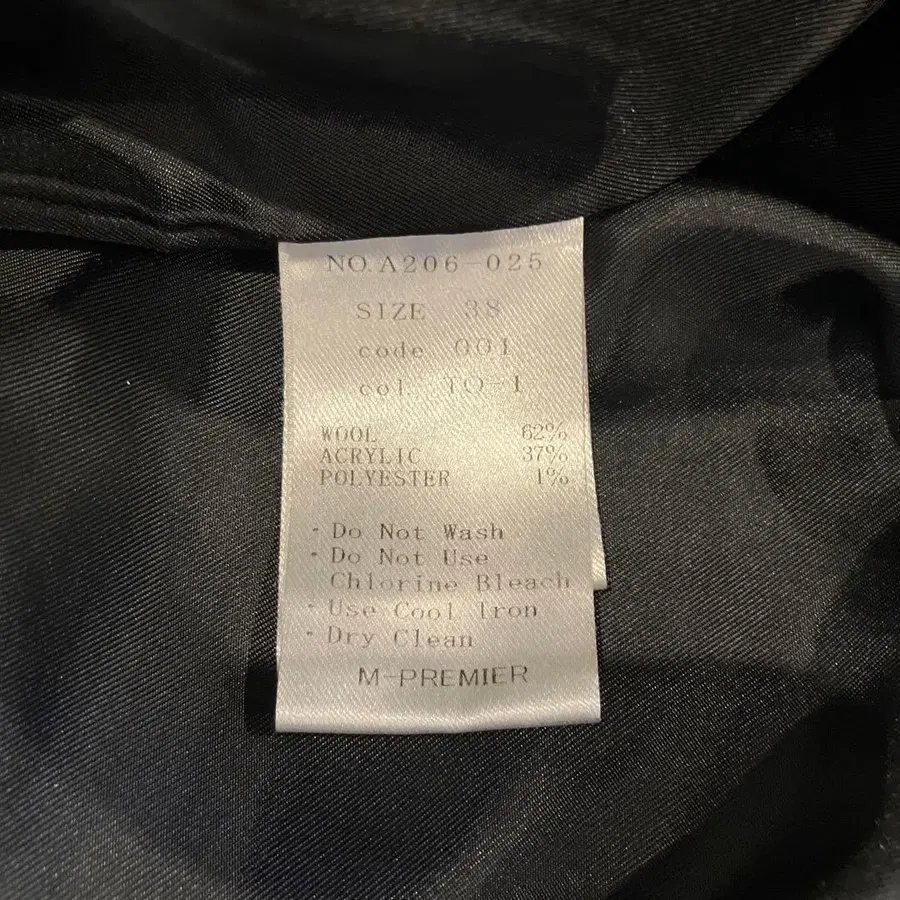 NO. A206-025
SIZE 38
code 001
col. TO-1
WOOL 62%
ACRYLIC 37%
POLYESTER 1%
· Do Not Wash
· Do Not Use
Chlorine Bleach
· Use Cool Iron
· Dry Clean
M-PREMIER